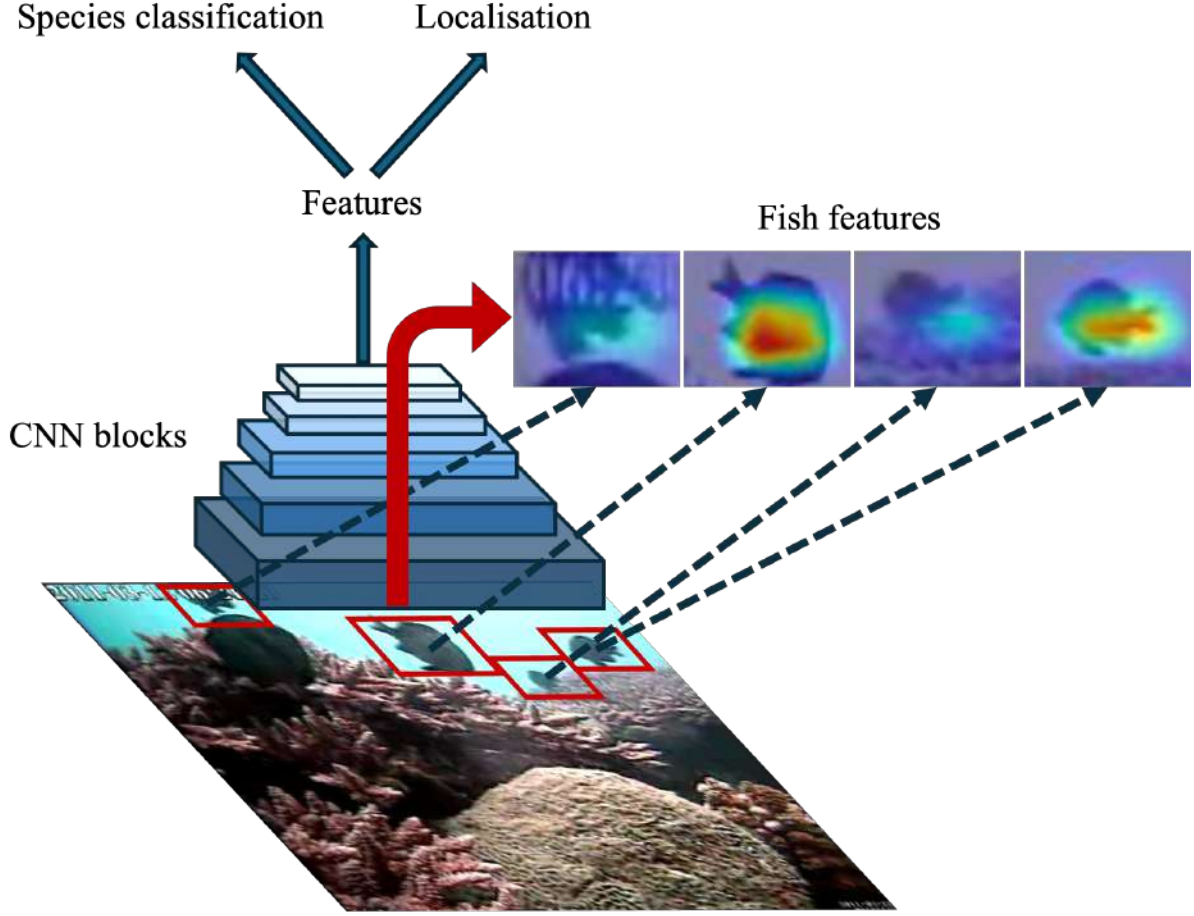 Species classification
Localisation
Features
Fish features
CNN blocks